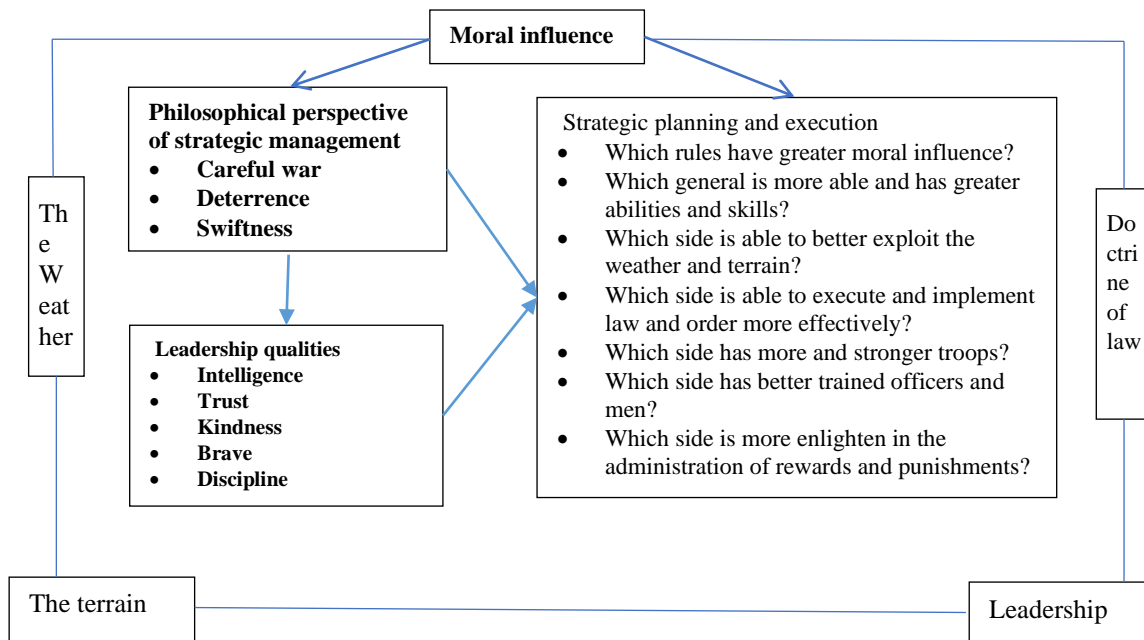 Moral influence
Philosophical perspective
of strategic management
• Careful war
• Deterrence
• Swiftness
Leadership qualities
• Intelligence
• Trust
• Kindness
• Brave
• Discipline
Strategic planning and execution
• Which rules have greater moral influence?
• Which general is more able and has greater
abilities and skills?
• Which side is able to better exploit the
weather and terrain?
• Which side is able to execute and implement
law and order more effectively?
• Which side has more and stronger troops?
• Which side has better trained officers and
men?
• Which side is more enlighten in the
administration of rewards and punishments?
Th
e
W
eat
her
Do
ctri
ne
of
law
The terrain
Leadership